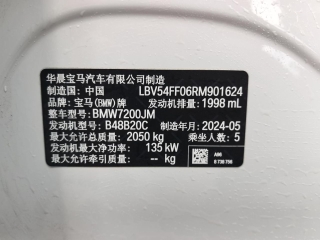 华晨宝马汽车有限公司制造
制造国: 中国 LBV54FF06RM901624
品牌: 宝马(BMW)牌 发动机排量: 1998 mL
整车型号: BMW7200JM
发动机型号: B48B20C 制造年月: 2024-05
最大允许总质量: 2050 kg 乘坐人数: 5
发动机最大净功率: 135 kW
最大允许牵引质量: -- kg